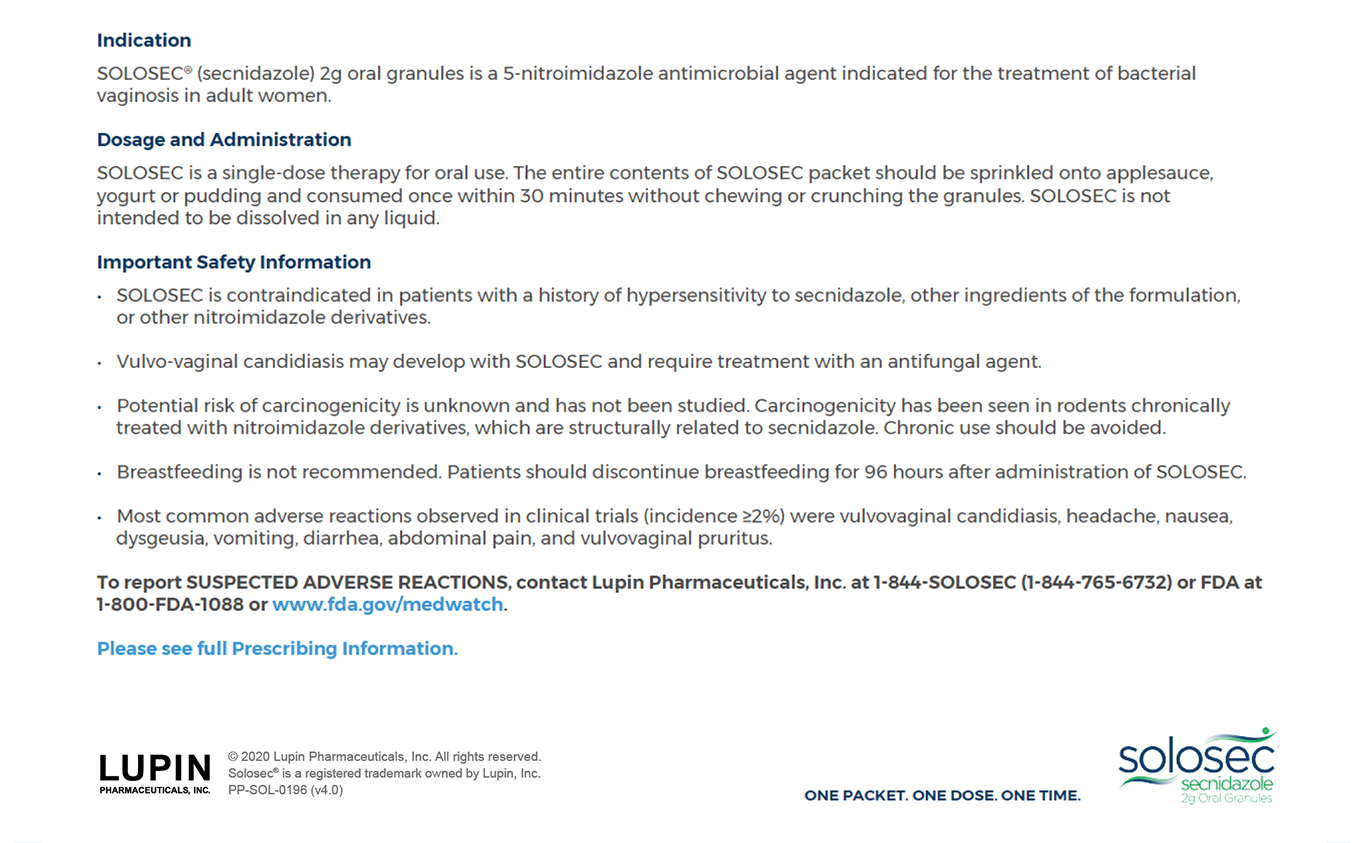 Indication
SOLOSEC® (secnidazole) 2g oral granules is a 5-nitroimidazole antimicrobial agent indicated for the treatment of bacterial
vaginosis in adult women.
Dosage and Administration
SOLOSEC is a single-dose therapy for oral use. The entire contents of SOLOSEC packet should be sprinkled onto applesauce,
yogurt or pudding and consumed once within 30 minutes without chewing or crunching the granules. SOLOSEC is not
intended to be dissolved in any liquid.
Important Safety Information
• SOLOSEC is contraindicated in patients with a history of hypersensitivity to secnidazole, other ingredients of the formulation,
or other nitroimidazole derivatives.
• Vulvo-vaginal candidiasis may develop with SOLOSEC and require treatment with an antifungal agent.
• Potential risk of carcinogenicity is unknown and has not been studied. Carcinogenicity has been seen in rodents chronically
treated with nitroimidazole derivatives, which are structurally related to secnidazole. Chronic use should be avoided.
• Breastfeeding is not recommended. Patients should discontinue breastfeeding for 96 hours after administration of SOLOSEC.
• Most common adverse reactions observed in clinical trials (incidence ≥2%) were vulvovaginal candidiasis, headache, nausea,
dysgeusia, vomiting, diarrhea, abdominal pain, and vulvovaginal pruritus.
To report SUSPECTED ADVERSE REACTIONS, contact Lupin Pharmaceuticals, Inc. at 1-844-SOLOSEC (1-844-765-6732) or FDA at
1-800-FDA-1088 or www.fda.gov/medwatch.
Please see full Prescribing Information.
LUPIN
PHARMACEUTICALS, INC.
© 2020 Lupin Pharmaceuticals, Inc. All rights reserved.
Solosec® is a registered trademark owned by Lupin, Inc.
PP-SOL-0196 (v4.0)
ONE PACKET. ONE DOSE. ONE TIME.
solosec
secnidazole
2g Oral Granules